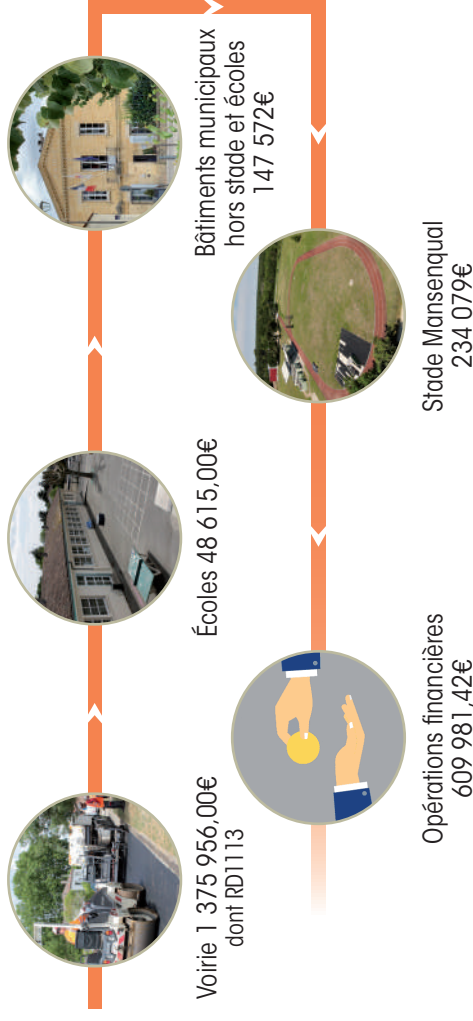 Voirie 1 375 956,00€
dont RD1113
Écoles 48 615,00€
Bâtiments municipaux
hors stade et écoles
147 572€
Stade Mansenqual
234 079€
Opérations financières
609 981,42€